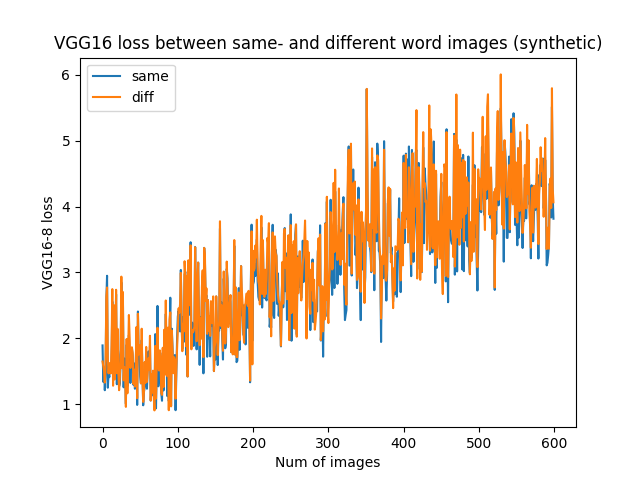 VGG16 loss between same- and different word images (synthetic)
same
diff
6
5
4
3
2
1
VGG16-8 loss
0 100 200 300 400 500 600
Num of images